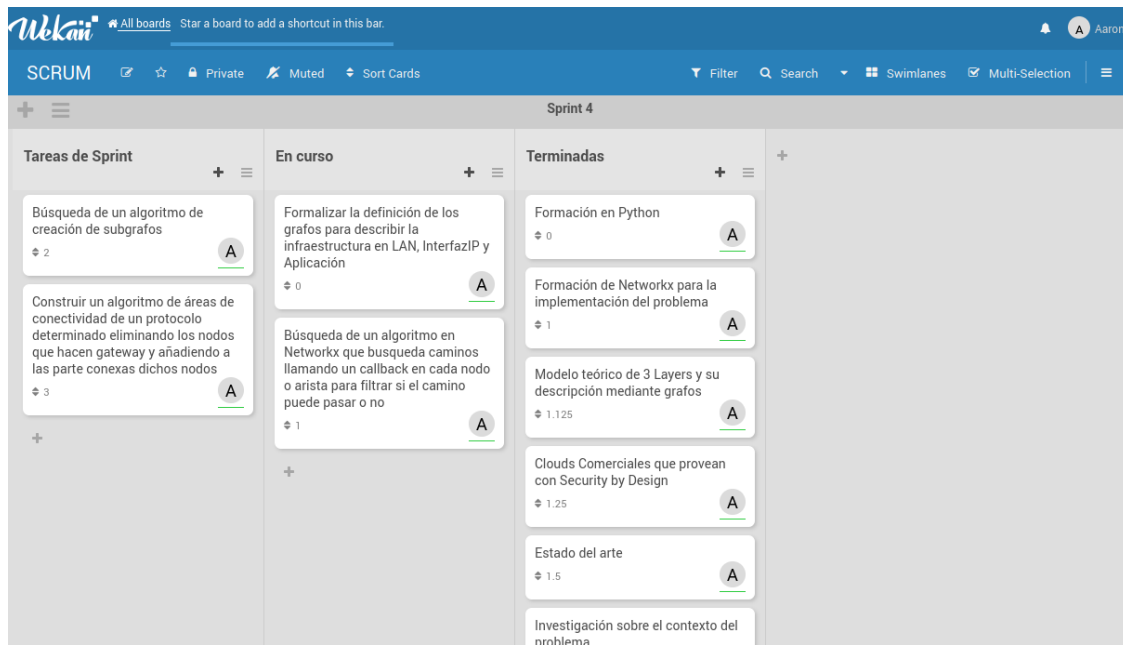 Wekan All boards Star a board to add a shortcut in this bar. A Aaron
SCRUM Private Muted Sort Cards Filter Search Swimlanes Multi-Selection
Sprint 4
Tareas de Sprint
Búsqueda de un algoritmo de
creación de subgrafos
2 A
Construir un algoritmo de áreas de
conectividad de un protocolo
determinado eliminando los nodos
que hacen gateway y añadiendo a
las parte conexas dichos nodos
3 A
En curso
Formalizar la definición de los
grafos para describir la
infraestructura en LAN, InterfazIP y
Aplicación
0 A
Búsqueda de un algoritmo en
Networkx que busqueda caminos
llamando un callback en cada nodo
o arista para filtrar si el camino
puede pasar o no
1 A
Terminadas
Formación en Python
0 A
Formación de Networkx para la
implementación del problema
1 A
Modelo teórico de 3 Layers y su
descripción mediante grafos
1.125 A
Clouds Comerciales que provean
con Security by Design
1.25 A
Estado del arte
1.5 A
Investigación sobre el contexto del
problema